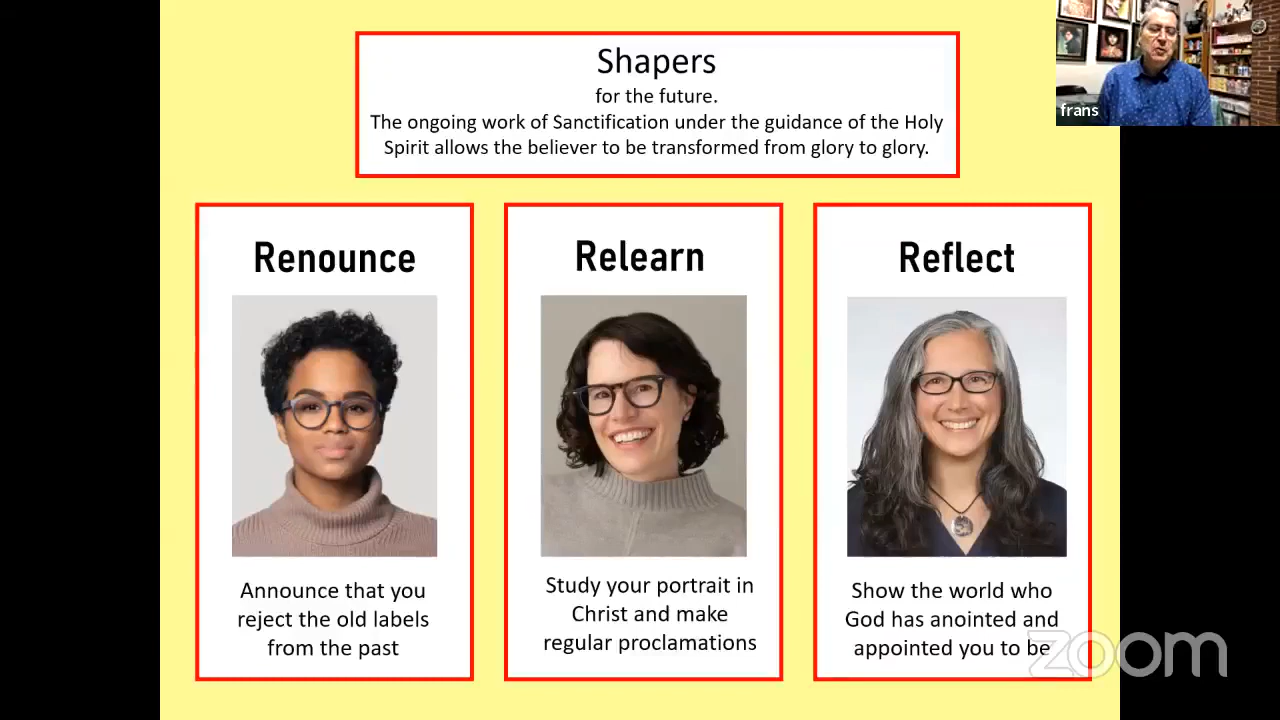 Shapers
for the future.
The ongoing work of Sanctification under the guidance of the Holy
Spirit allows the believer to be transformed from glory to glory.
frans
Renounce
Announce that you
reject the old labels
from the past
Relearn
Study your portrait in
Christ and make
regular proclamations
Reflect
Show the world who
God has anointed and
appointed you to be
zoom